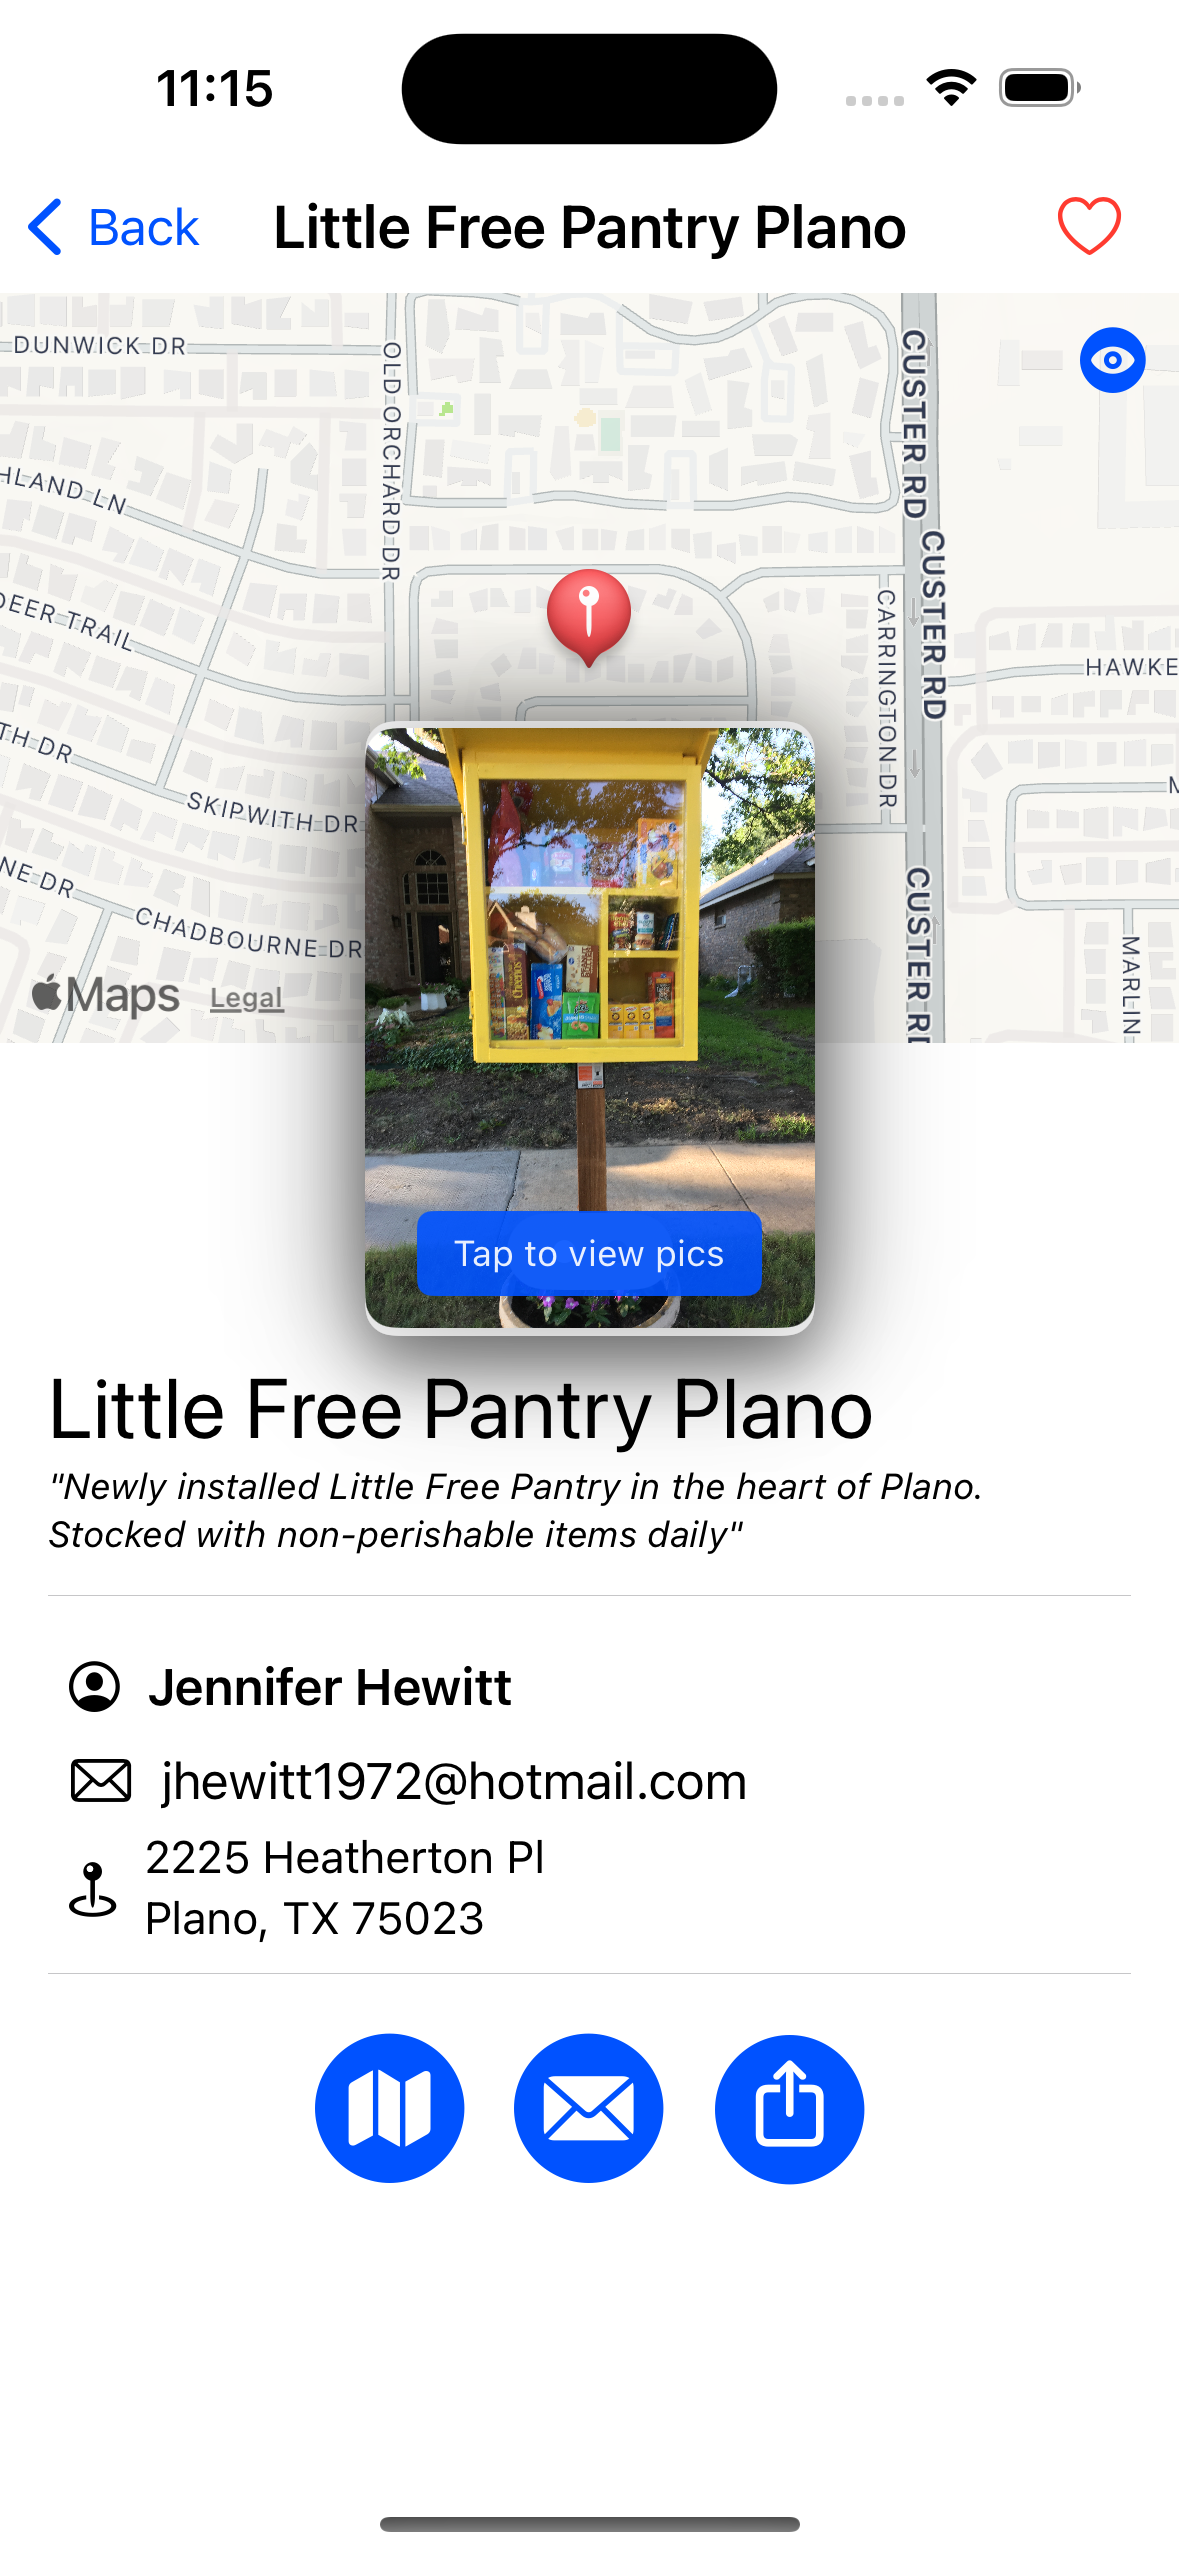 11:15
Back
Little Free Pantry Plano
DUNWICK DR
OLD ORCHARD DR
CUSTER RD
HLAND LN
CUSTER RD
DEER TRAIL
CARRINGTON DR
HAWKE
TH DR
SKIPWITH DR
NE DR
CHADBOURNE DR
CUSTER RD
MARLIN
Maps
Legal
Cheerios
Tap to view pics
Little Free Pantry Plano
"Newly installed Little Free Pantry in the heart of Plano.
Stocked with non-perishable items daily"
Jennifer Hewitt
jhewitt1972@hotmail.com
2225 Heatherton Pl
Plano, TX 75023